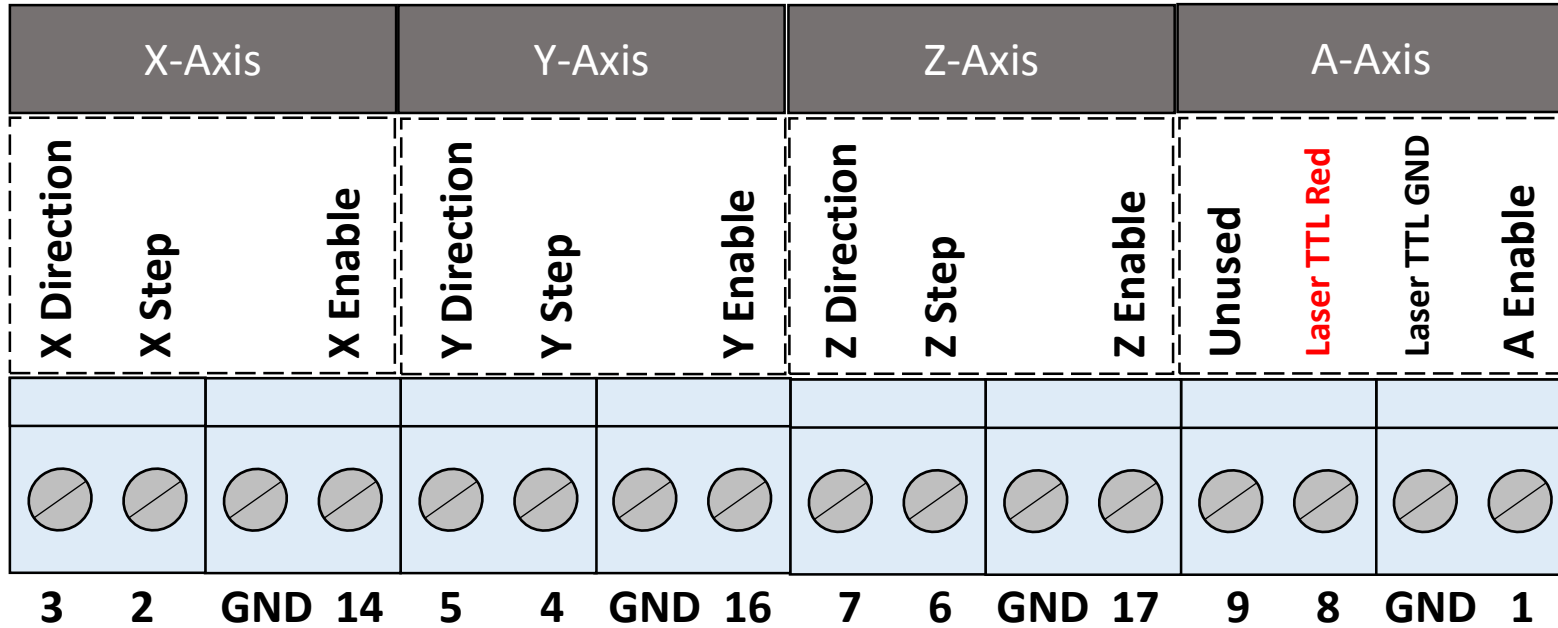 X-Axis Y-Axis Z-Axis A-Axis
X Direction
X Step
X Enable
Y Direction
Y Step
Y Enable
Z Direction
Z Step
Z Enable
Unused
Laser TTL Red
Laser TTL GND
A Enable
3 2 GND 14 5 4 GND 16 7 6 GND 17 9 8 GND 1